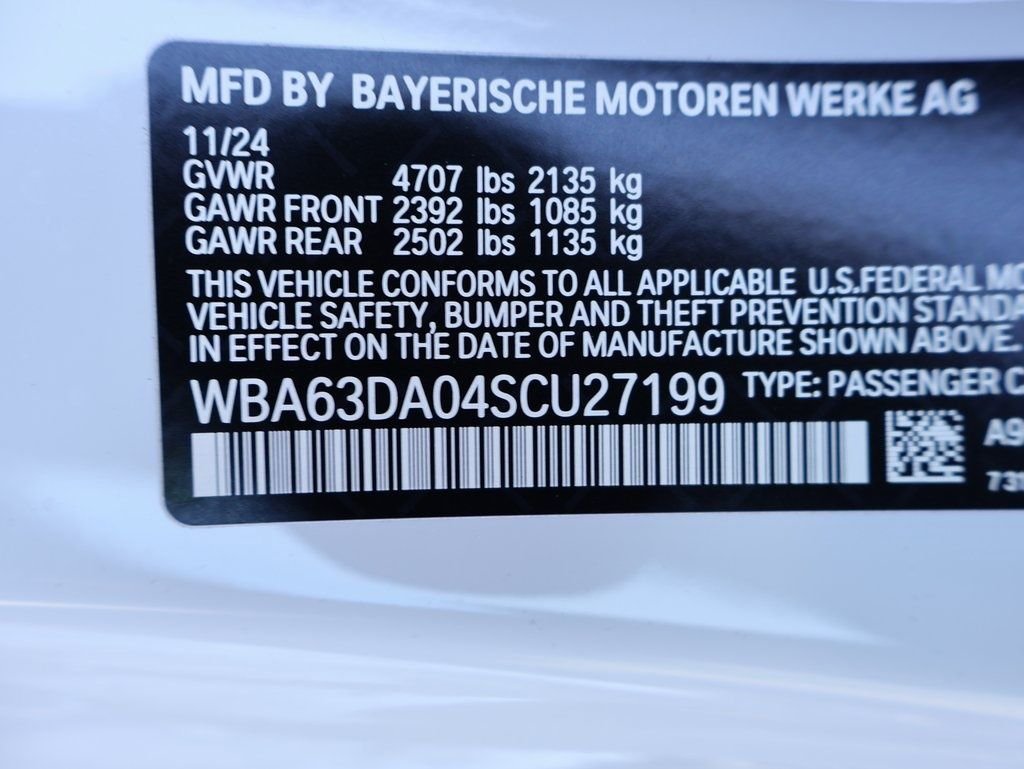 MFD BY BAYERISCHE MOTOREN WERKE AG
11/24
GVWR 4707 lbs 2135 kg
GAWR FRONT 2392 lbs 1085 kg
GAWR REAR 2502 lbs 1135 kg
THIS VEHICLE CONFORMS TO ALL APPLICABLE U.S.FEDERAL
VEHICLE SAFETY, BUMPER AND THEFT PREVENTION
IN EFFECT ON THE DATE OF MANUFACTURE SHOWN ABOVE.
WBA63DA04SCU27199 TYPE: PASSENGER